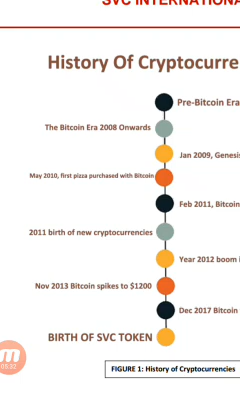 SVC INTERNATIONA
History Of Cryptocurre
Pre-Bitcoin Era
The Bitcoin Era 2008 Onwards
Jan 2009, Genesis
May 2010, first pizza purchased with Bitcoin
Feb 2011, Bitcoin
2011 birth of new cryptocurrencies
Year 2012 boom i
Nov 2013 Bitcoin spikes to $1200
Dec 2017 Bitcoin
BIRTH OF SVC TOKEN
FIGURE 1: History of Cryptocurrencies
05:02